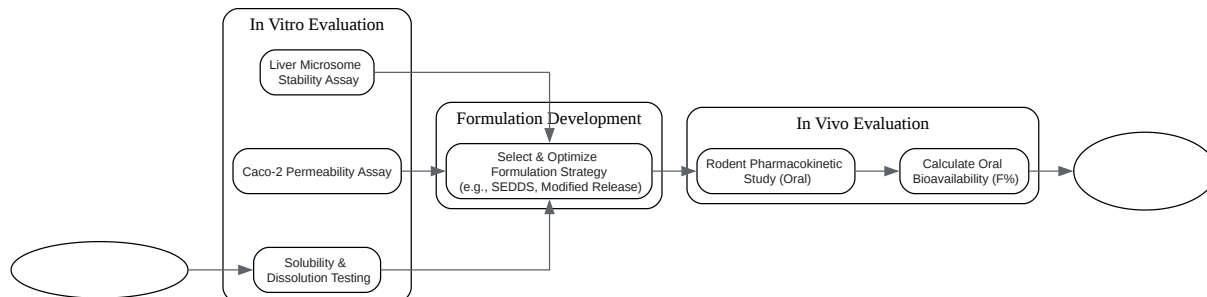 In Vitro Evaluation
Liver Microsome
Stability Assay
Caco-2 Permeability Assay
Solubility &
Dissolution Testing
Formulation Development
Select & Optimize
Formulation Strategy
(e.g., SEDDS, Modified Release)
In Vivo Evaluation
Rodent Pharmacokinetic
Study (Oral)
Calculate Oral
Bioavailability (F%)